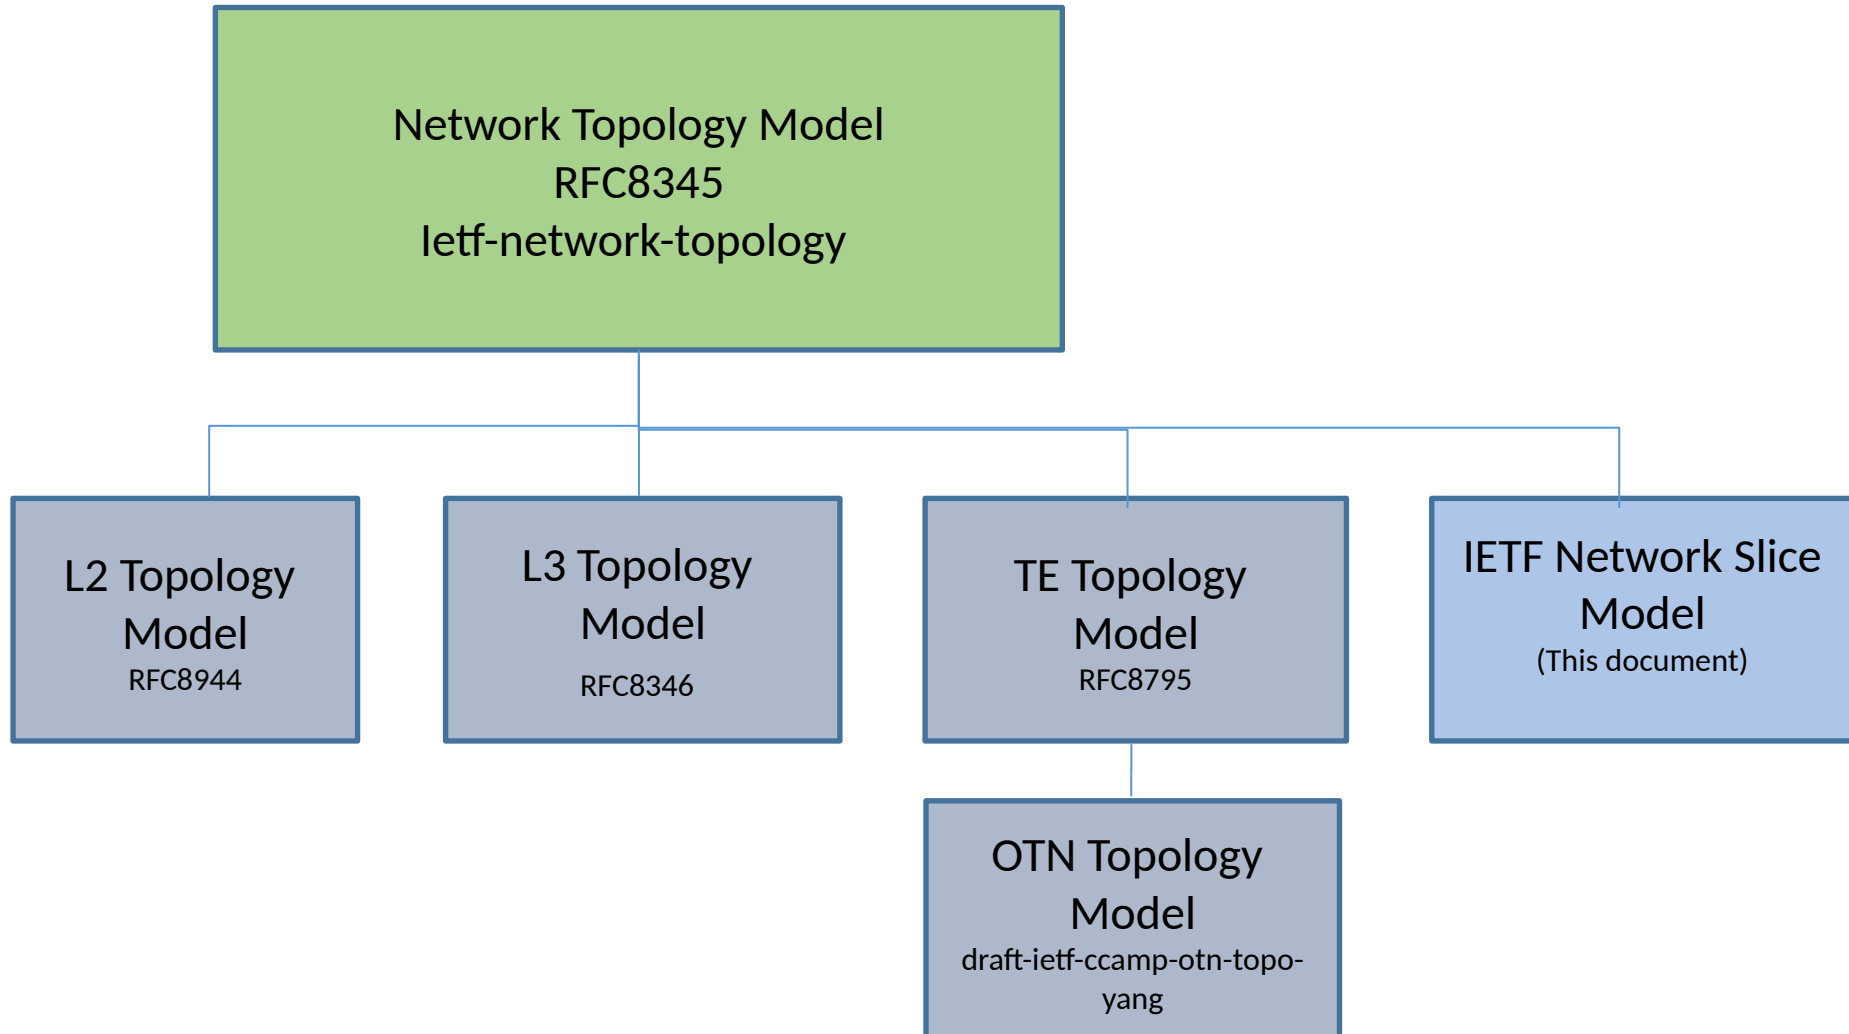 Network Topology Model
RFC8345
Ietf-network-topology
L2 Topology
Model
RFC8944
L3 Topology
Model
RFC8346
TE Topology
Model
RFC8795
IETF Network Slice
Model
(This document)
OTN Topology
Model
draft-ietf-ccamp-otn-topo-
yang